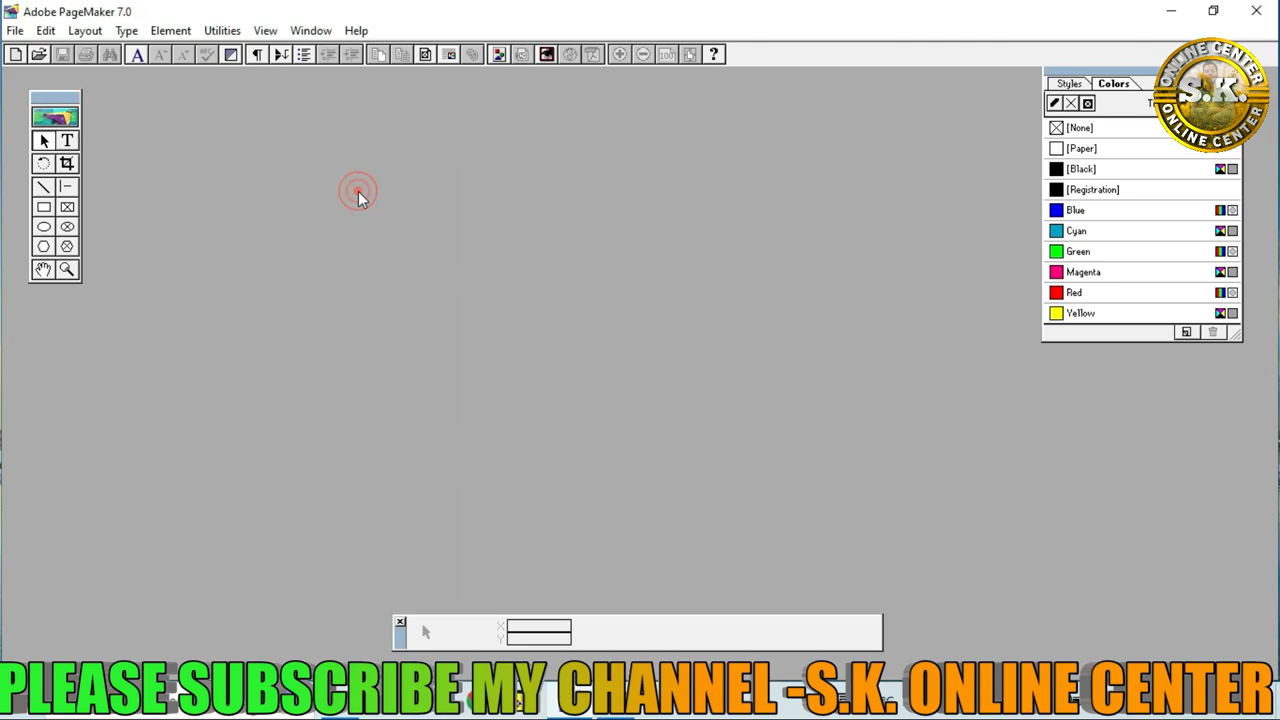 Adobe PageMaker 7.0
File Edit Layout Type Element Utilities View Window Help
Styles Colors
[None]
[Paper]
[Black]
[Registration]
Blue
Cyan
Green
Magenta
Red
Yellow
ONLINE CENTER
S.K.
ONLINE CENTER
X
Y
PLEASE SUBSCRIBE MY CHANNEL -S.K. ONLINE CENTER